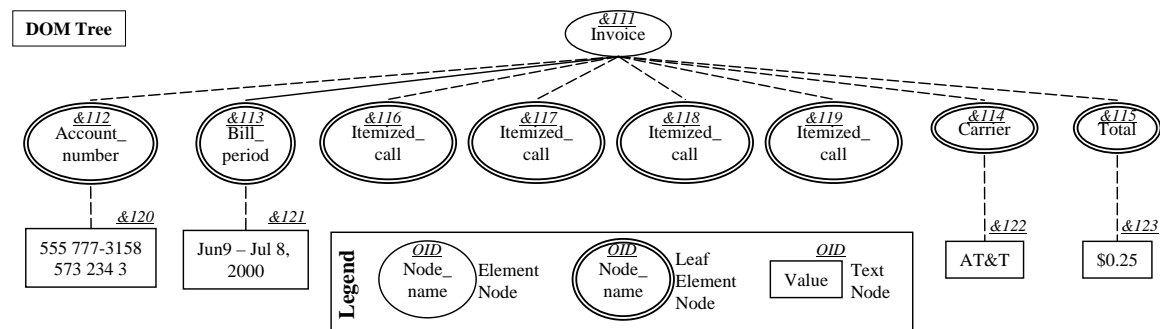 DOM Tree
&111
Invoice
&112
Account_
number
&113
Bill_
period
&116
Itemized_
call
&117
Itemized_
call
&118
Itemized_
call
&119
Itemized_
call
&114
Carrier
&115
Total
&120
555 777-3158
573 234 3
&121
Jun9 – Jul 8,
2000
&122
AT&T
&123
$0.25
Legend
OID
Node_
name
Element
Node
OID
Node_
name
Leaf
Element
Node
OID
Value
Text
Node